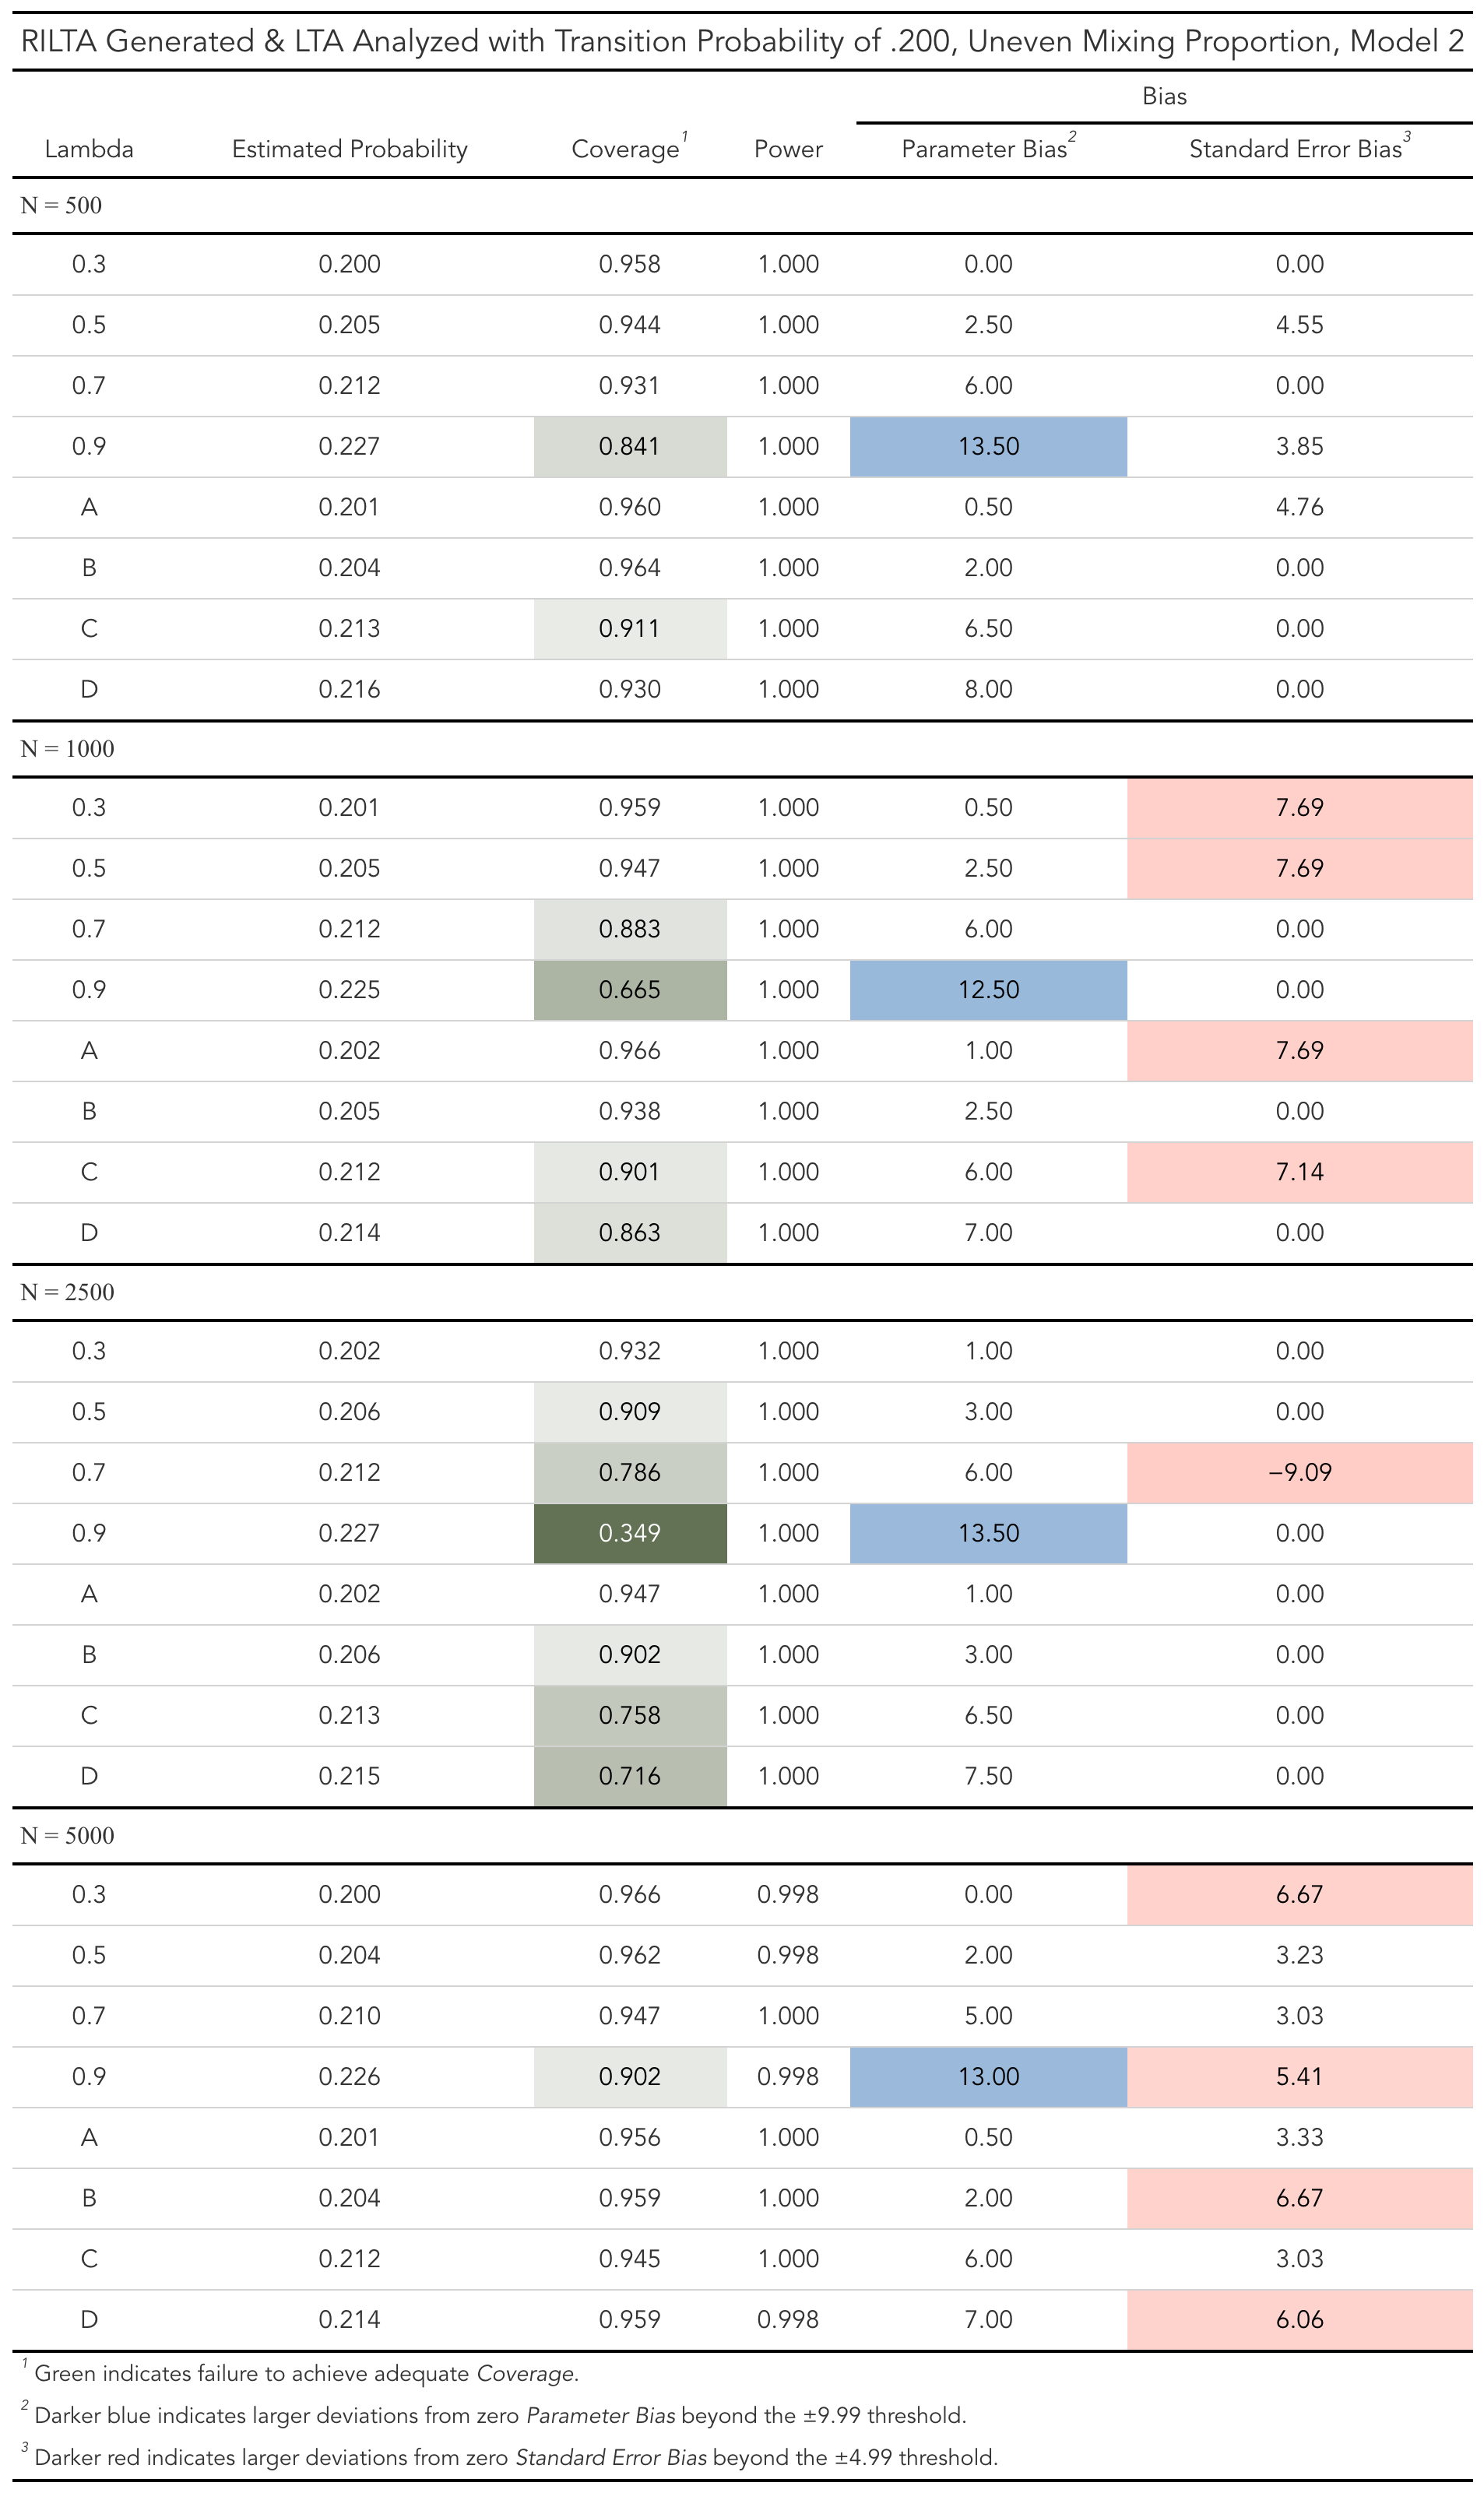 RILTA Generated & LTA Analyzed with Transition Probability of .200, Uneven Mixing Proportion, Model 2
Bias
Lambda Estimated Probability Coverage1 Power Parameter Bias2 Standard Error Bias3
N = 500
0.3 0.200 0.958 1.000 0.00 0.00
0.5 0.205 0.944 1.000 2.50 4.55
0.7 0.212 0.931 1.000 6.00 0.00
0.9 0.227 0.841 1.000 13.50 3.85
A 0.201 0.960 1.000 0.50 4.76
B 0.204 0.964 1.000 2.00 0.00
C 0.213 0.911 1.000 6.50 0.00
D 0.216 0.930 1.000 8.00 0.00
N = 1000
0.3 0.201 0.959 1.000 0.50 7.69
0.5 0.205 0.947 1.000 2.50 7.69
0.7 0.212 0.883 1.000 6.00 0.00
0.9 0.225 0.665 1.000 12.50 0.00
A 0.202 0.966 1.000 1.00 7.69
B 0.205 0.938 1.000 2.50 0.00
C 0.212 0.901 1.000 6.00 7.14
D 0.214 0.863 1.000 7.00 0.00
N = 2500
0.3 0.202 0.932 1.000 1.00 0.00
0.5 0.206 0.909 1.000 3.00 0.00
0.7 0.212 0.786 1.000 6.00 −9.09
0.9 0.227 0.349 1.000 13.50 0.00
A 0.202 0.947 1.000 1.00 0.00
B 0.206 0.902 1.000 3.00 0.00
C 0.213 0.758 1.000 6.50 0.00
D 0.215 0.716 1.000 7.50 0.00
N = 5000
0.3 0.200 0.966 0.998 0.00 6.67
0.5 0.204 0.962 0.998 2.00 3.23
0.7 0.210 0.947 1.000 5.00 3.03
0.9 0.226 0.902 0.998 13.00 5.41
A 0.201 0.956 1.000 0.50 3.33
B 0.204 0.959 1.000 2.00 6.67
C 0.212 0.945 1.000 6.00 3.03
D 0.214 0.959 0.998 7.00 6.06
1 Green indicates failure to achieve adequate Coverage.
2 Darker blue indicates larger deviations from zero Parameter Bias beyond the ±9.99 threshold.
3 Darker red indicates larger deviations from zero Standard Error Bias beyond the ±4.99 threshold.